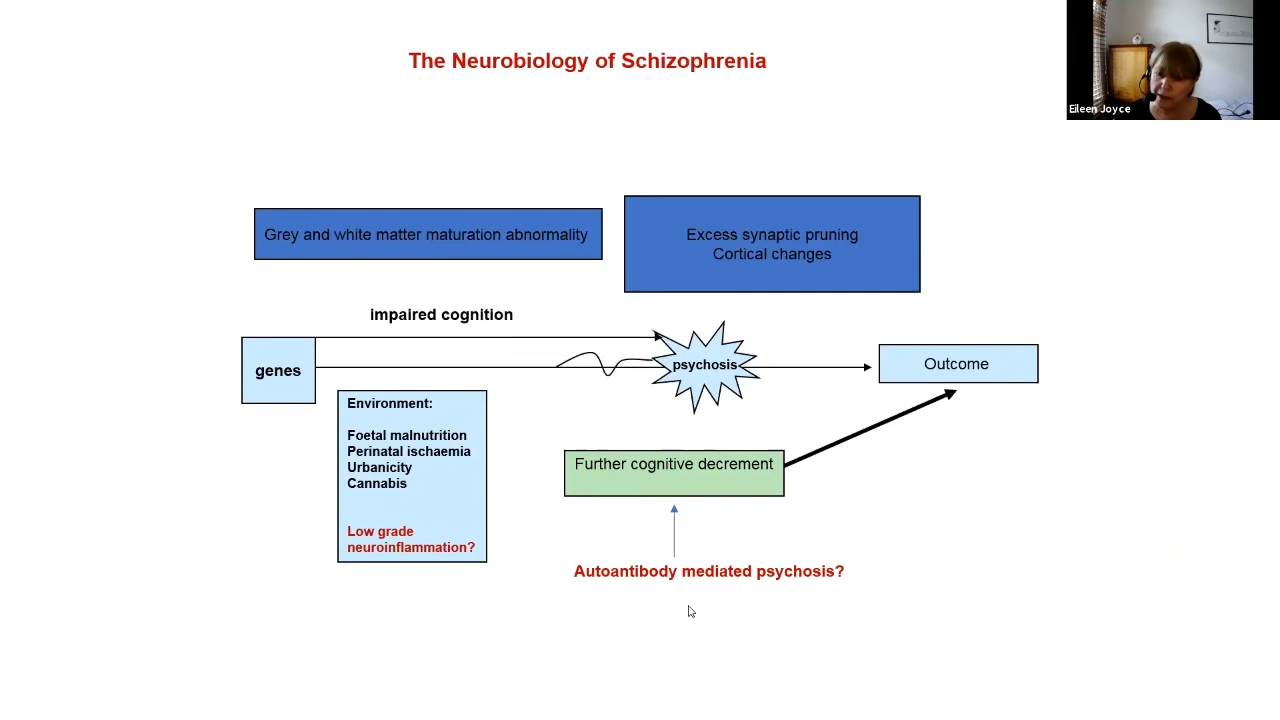 The Neurobiology of Schizophrenia
Eileen Joyce
Grey and white matter maturation abnormality
Excess synaptic pruning
Cortical changes
impaired cognition
genes
psychosis
Outcome
Environment:
Foetal malnutrition
Perinatal ischaemia
Urbanicity
Cannabis
Low grade
neuroinflammation?
Further cognitive decrement
Autoantibody mediated psychosis?